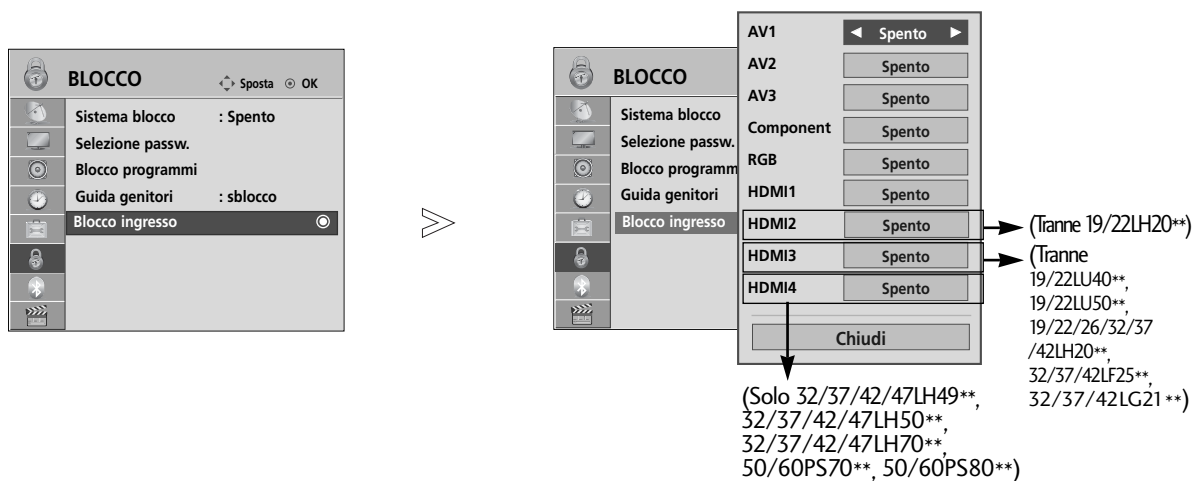 BLOCCO
Sposta
OK
Sistema blocco : Spento
Selezione passw.
Blocco programmi
Guida genitori : sblocco
Blocco ingresso
BLOCCO
Sistema blocco
Selezione passw.
Blocco programm
Guida genitori
Blocco ingresso
AV1 ◀ Spento ▶
AV2 Spento
AV3 Spento
Component Spento
RGB Spento
HDMI1 Spento
HDMI2 Spento
HDMI3 Spento
HDMI4 Spento
Chiudi
(Tranne 19/22LH20**)
(Tranne
19/22LU40**,
19/22LU50**,
19/22/26/32/37
/42LH20**,
32/37/42LF25**,
32/37/42LG21**)
(Solo 32/37/42/47LH49**,
32/37/42/47LH50**,
32/37/42/47LH70**,
50/60PS70**, 50/60PS80**)